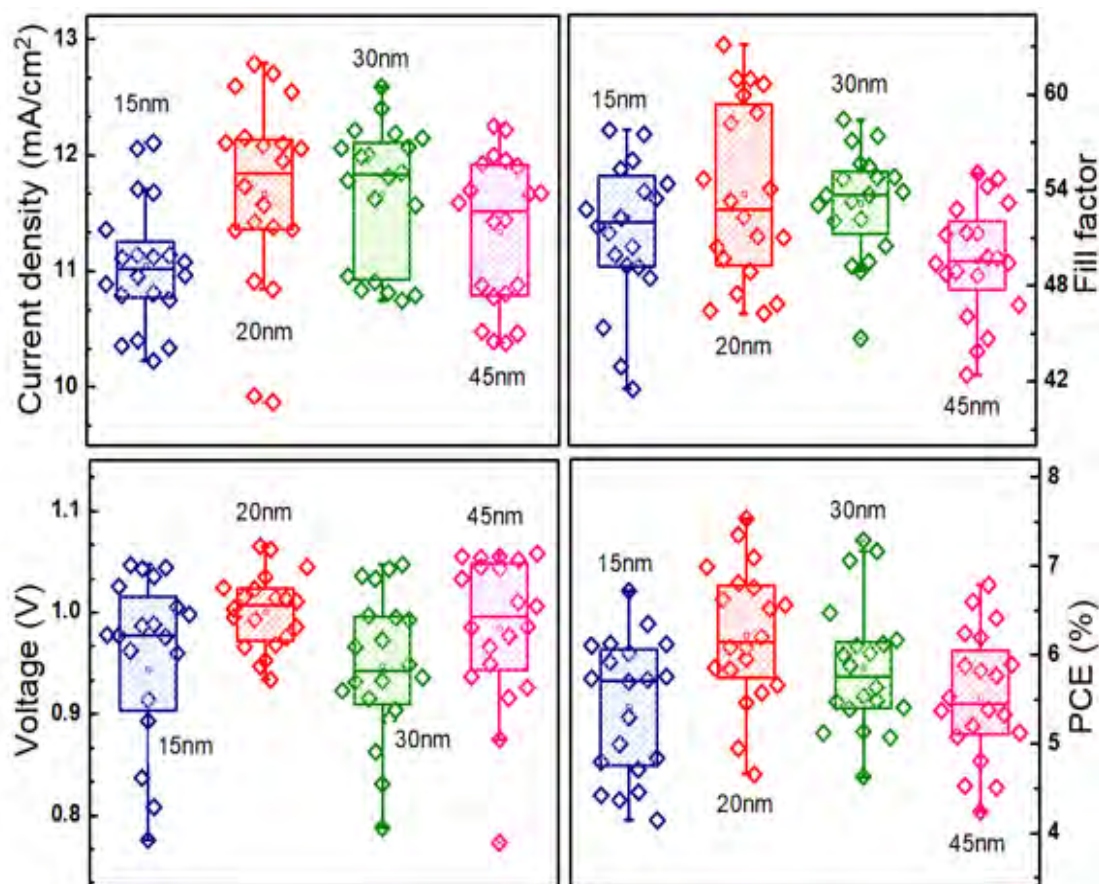 Current density (mA/cm²)
13
12
11
10
15nm
20nm
30nm
45nm
Fill factor
60
54
48
42
15nm
20nm
30nm
45nm
Voltage (V)
1.1
1.0
0.9
0.8
15nm
20nm
30nm
45nm
PCE (%)
8
7
6
5
4
15nm
20nm
30nm
45nm